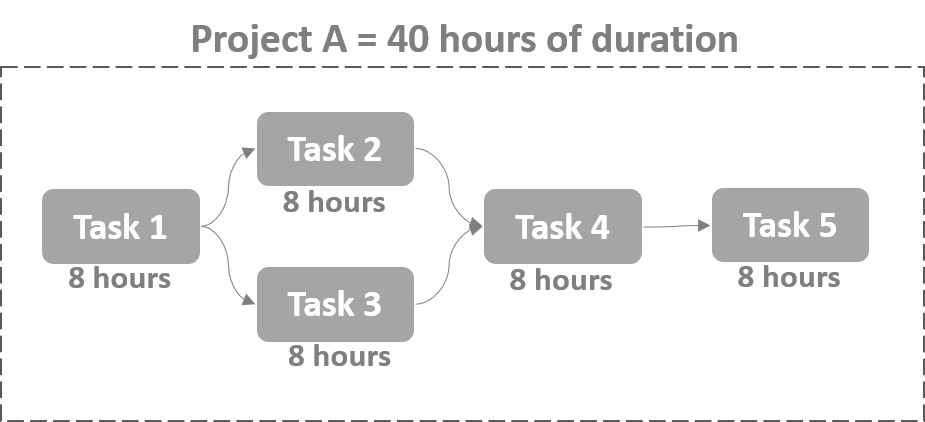 Project A = 40 hours of duration
Task 1
8 hours
Task 2
8 hours
Task 3
8 hours
Task 4
8 hours
Task 5
8 hours